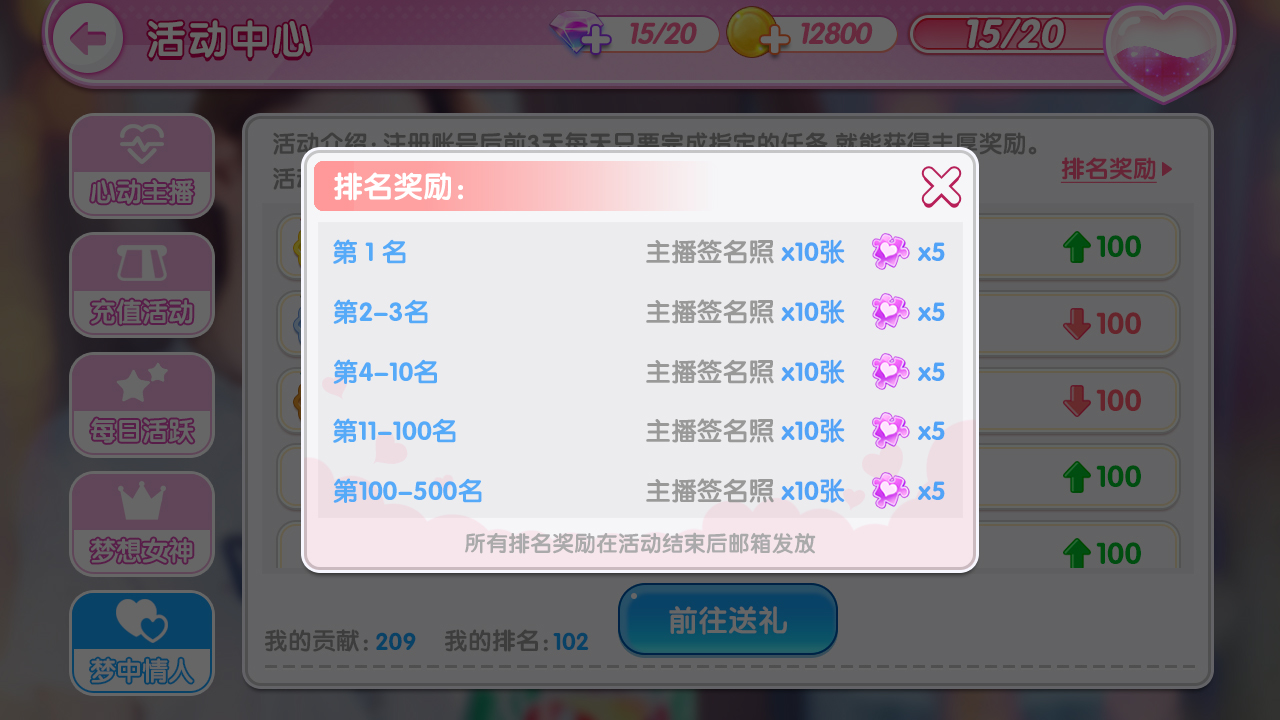 活动中心
15/20
12800
15/20
活动介绍：注册账号后前3天每天只要完成指定的任务,就能获得丰厚奖励。
活动
排名奖励
心动主播
充值活动
每日活跃
梦想女神
梦中情人
排名奖励：
第 1 名 主播签名照 x10张 x5
第2-3名 主播签名照 x10张 x5
第4-10名 主播签名照 x10张 x5
第11-100名 主播签名照 x10张 x5
第100-500名 主播签名照 x10张 x5
所有排名奖励在活动结束后邮箱发放
100
100
100
100
100
我的贡献：209 我的排名：102
前往送礼